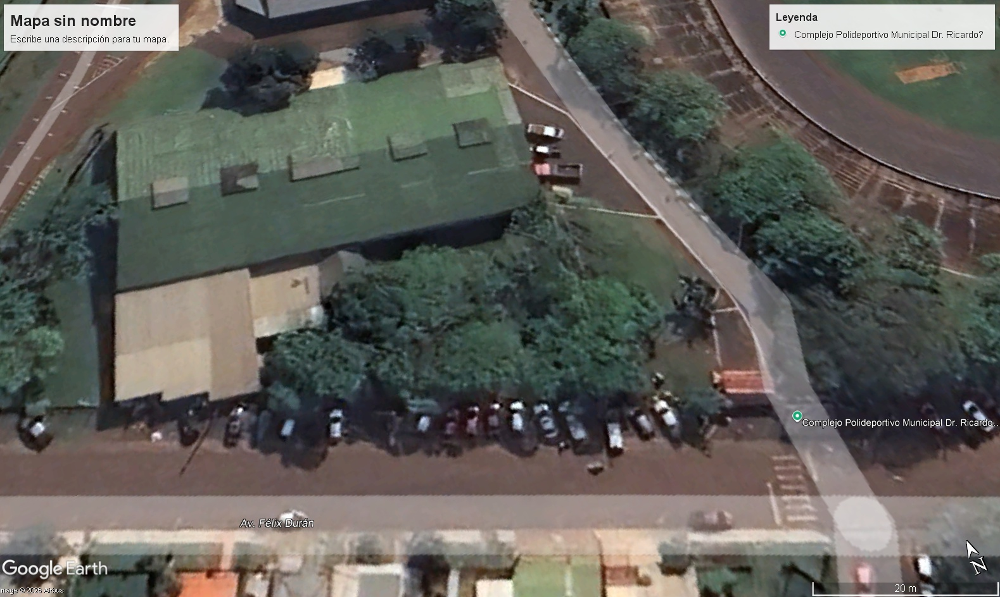 Mapa sin nombre
Escribe una descripción para tu mapa.
Leyenda
Complejo Polideportivo Municipal Dr. Ricardo?
Complejo Polideportivo Municipal Dr. Ricardo...
Av. Félix Durán
Google Earth
N
20 m
mage © 2026 Airbus